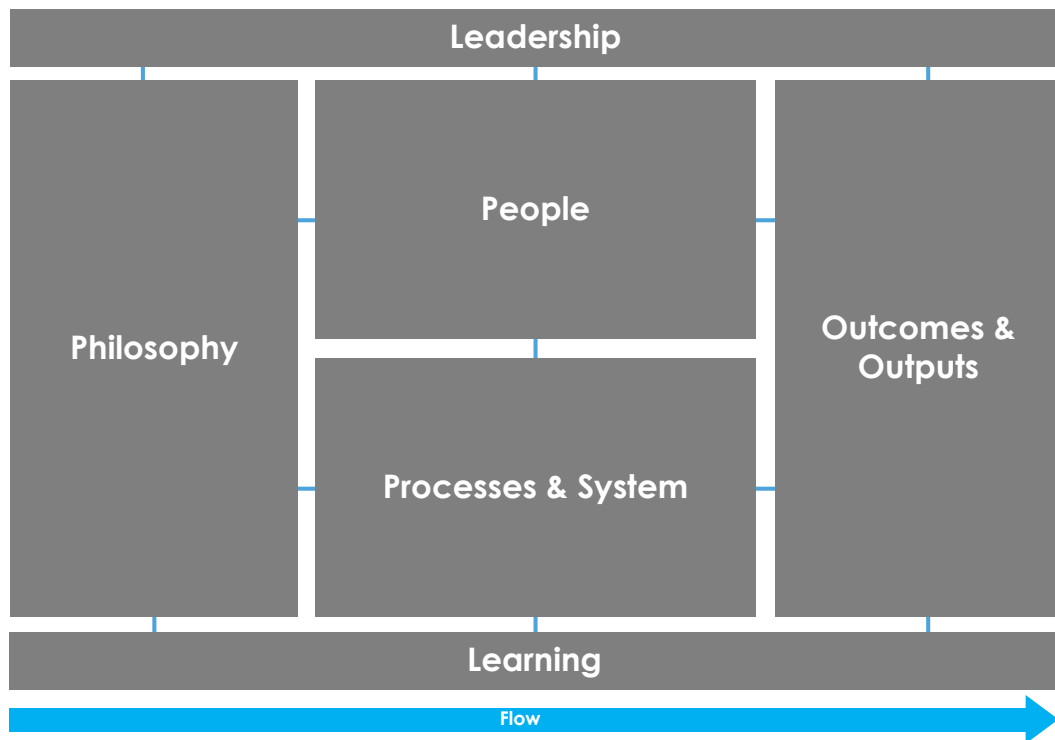 Leadership
People
Philosophy
Outcomes &
Outputs
Processes & System
Learning
Flow